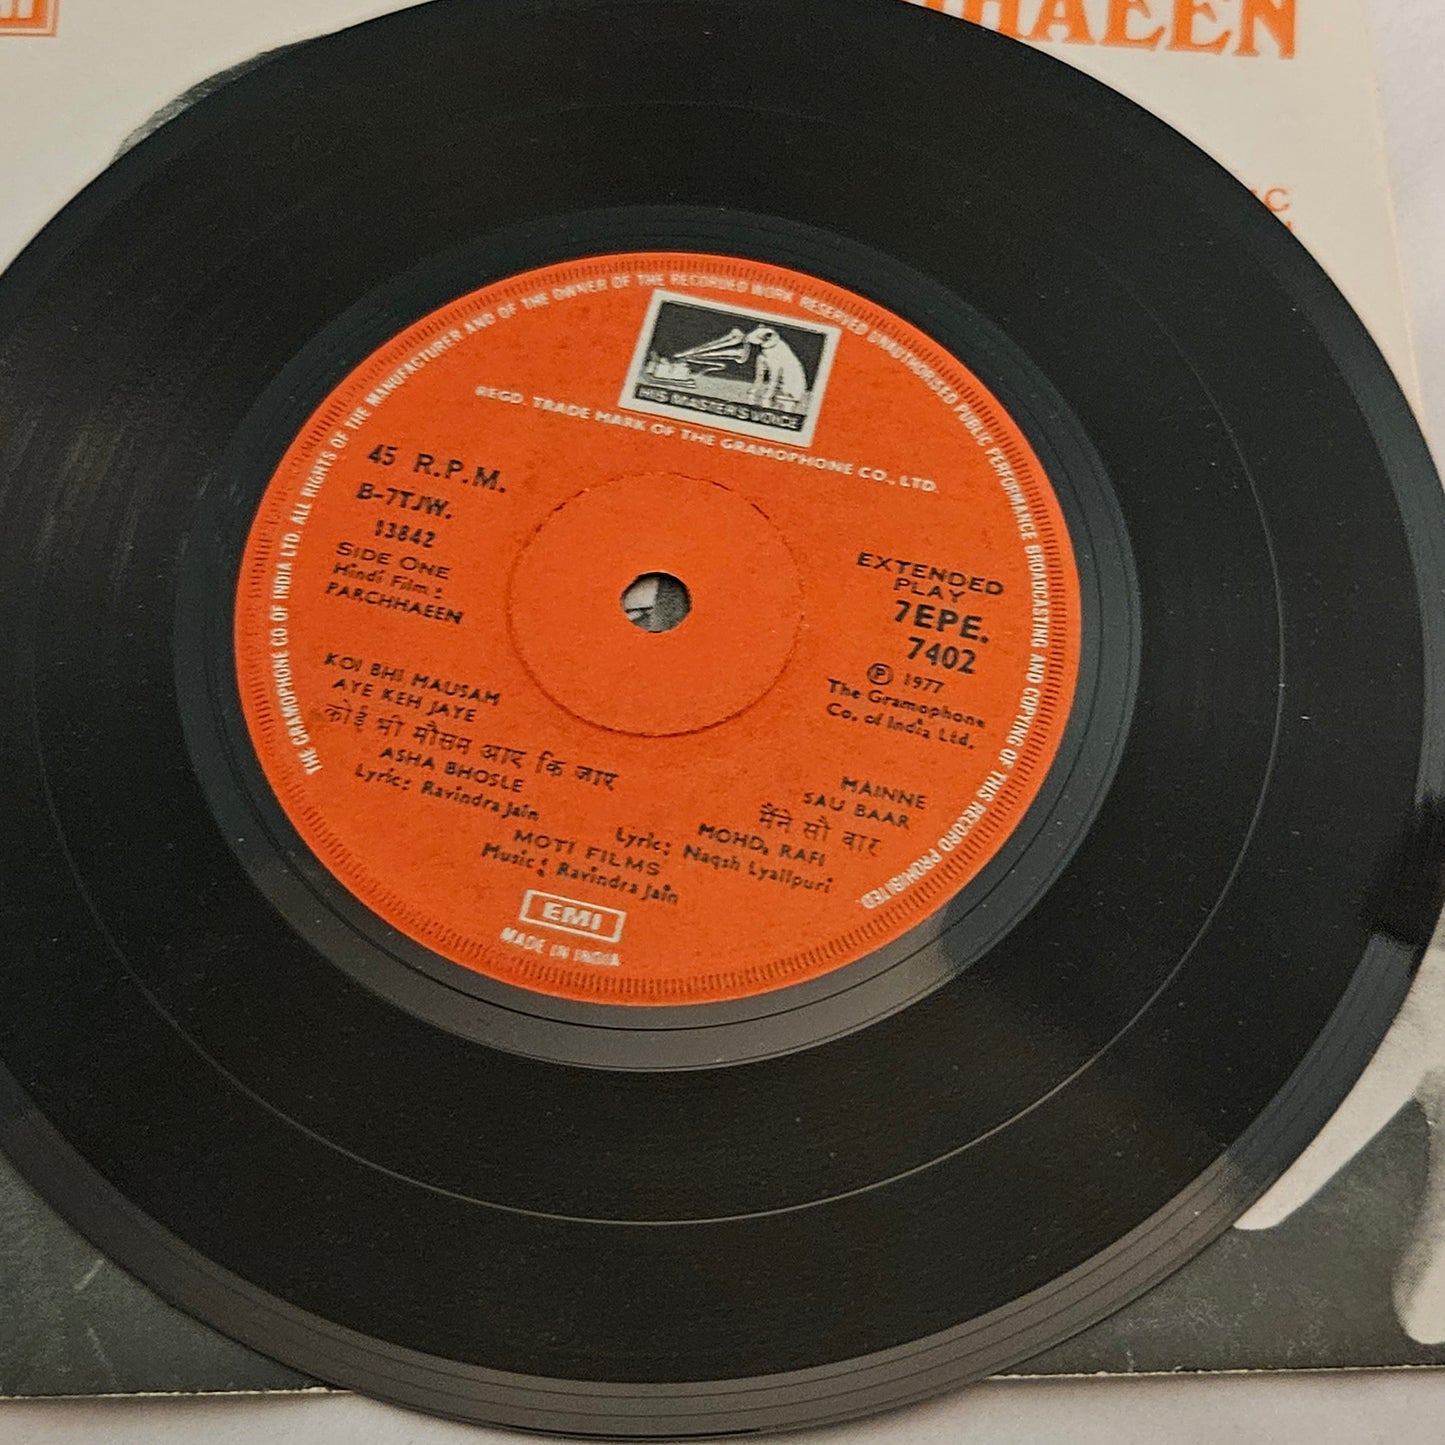 HAEEN
THE GRAMOPHONE CO OF INDIA LTD. ALL RIGHTS OF THE MANUFACTURER AND OF THE OWNER OF THE RECORDED WORK RESERVED UNAUTHORISED PUBLIC PERFORMANCE BROADCASTING AND COPYING OF THIS RECORD PROHIBITED.
HIS MASTER'S VOICE
REGD. TRADE MARK OF THE GRAMOPHONE CO., LTD.
45 R.P.M.
B-7TJW.
13842
SIDE ONE
Hindi Film :
PARCHHAEEN
EXTENDED
PLAY
7EPE.
7402
Ⓟ 1977
The Gramophone
Co. of India Ltd.
KOI BHI MAUSAM
AYE KEH JAYE
कोई भी मौसम आए कि जाए
ASHA BHOSLE
Lyric: Ravindra Jain
MAINNE
SAU BAAR
मैंने सौ बार
MOHD. RAFI
Lyric: Naqsh Lyallpuri
MOTI FILMS
Music : Ravindra Jain
EMI
MADE IN INDIA